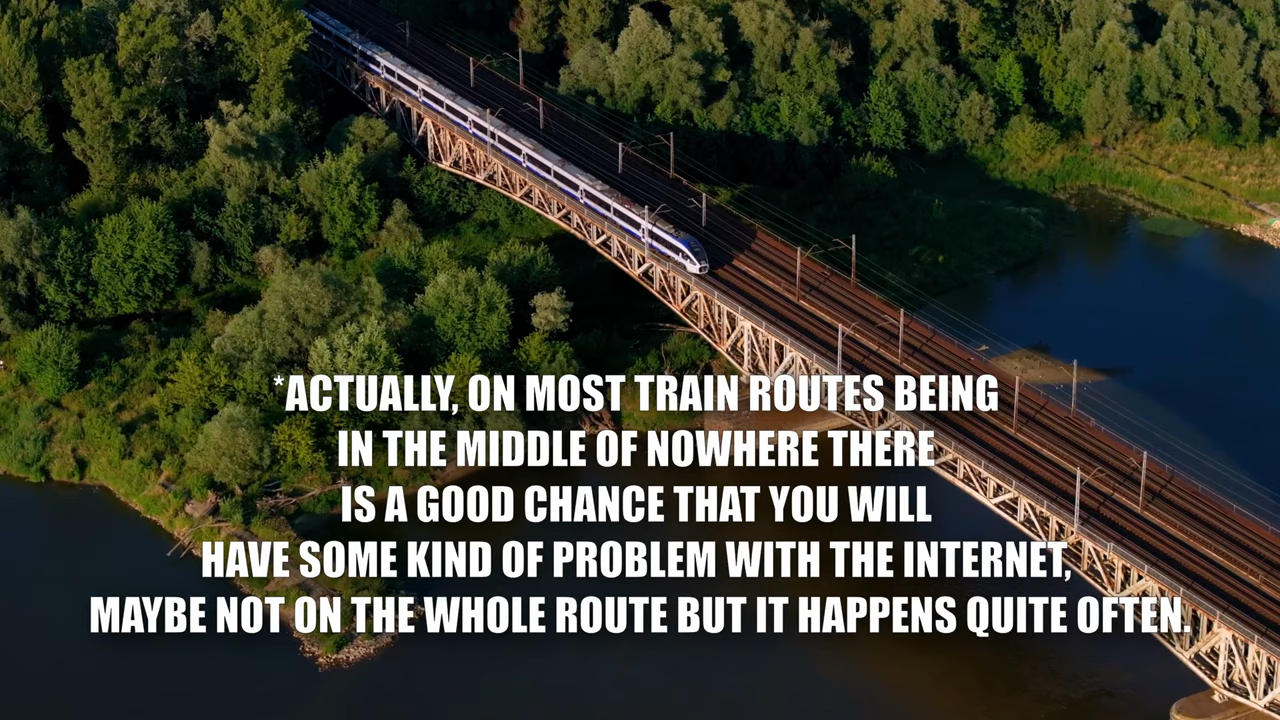 *ACTUALLY, ON MOST TRAIN ROUTES BEING
IN THE MIDDLE OF NOWHERE THERE
IS A GOOD CHANCE THAT YOU WILL
HAVE SOME KIND OF PROBLEM WITH THE INTERNET,
MAYBE NOT ON THE WHOLE ROUTE BUT IT HAPPENS QUITE OFTEN.